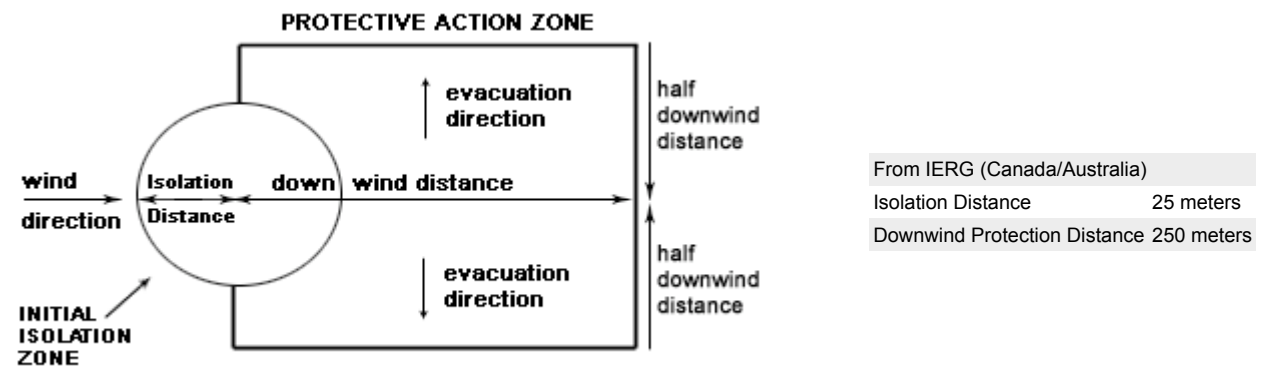 PROTECTIVE ACTION ZONE
evacuation
direction
half
downwind
distance
wind
direction
Isolation
Distance
down wind distance
evacuation
direction
half
downwind
distance
INITIAL
ISOLATION
ZONE
From IERG (Canada/Australia)
Isolation Distance 25 meters
Downwind Protection Distance 250 meters